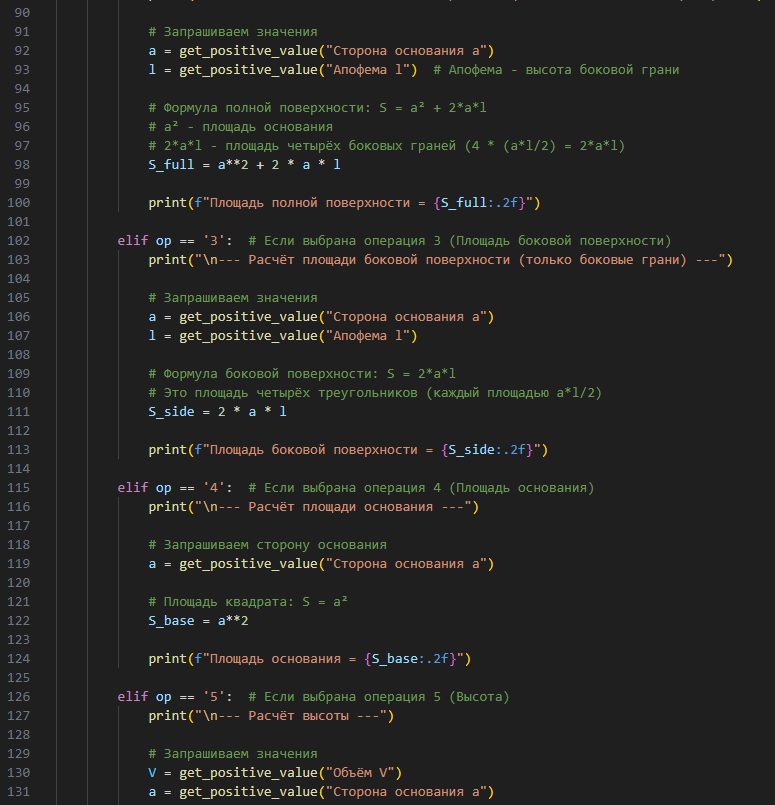 90
91 # Запрашиваем значения
92 a = get_positive_value("Сторона основания a")
93 l = get_positive_value("Апофема l")  # Апофема - высота боковой грани
94
95 # Формула полной поверхности: S = a² + 2*a*l
96 # a² - площадь основания
97 # 2*a*l - площадь четырёх боковых граней (4 * (a*l/2) = 2*a*l)
98 S_full = a**2 + 2 * a * l
99
100 print(f"Площадь полной поверхности = {S_full:.2f}")
101
102 elif op == '3':  # Если выбрана операция 3 (Площадь боковой поверхности)
103 print("\n--- Расчёт площади боковой поверхности (только боковые грани) ---")
104
105 # Запрашиваем значения
106 a = get_positive_value("Сторона основания a")
107 l = get_positive_value("Апофема l")
108
109 # Формула боковой поверхности: S = 2*a*l
110 # Это площадь четырёх треугольников (каждый площадью a*l/2)
111 S_side = 2 * a * l
112
113 print(f"Площадь боковой поверхности = {S_side:.2f}")
114
115 elif op == '4':  # Если выбрана операция 4 (Площадь основания)
116 print("\n--- Расчёт площади основания ---")
117
118 # Запрашиваем сторону основания
119 a = get_positive_value("Сторона основания a")
120
121 # Площадь квадрата: S = a²
122 S_base = a**2
123
124 print(f"Площадь основания = {S_base:.2f}")
125
126 elif op == '5':  # Если выбрана операция 5 (Высота)
127 print("\n--- Расчёт высоты ---")
128
129 # Запрашиваем значения
130 V = get_positive_value("Объём V")
131 a = get_positive_value("Сторона основания a")